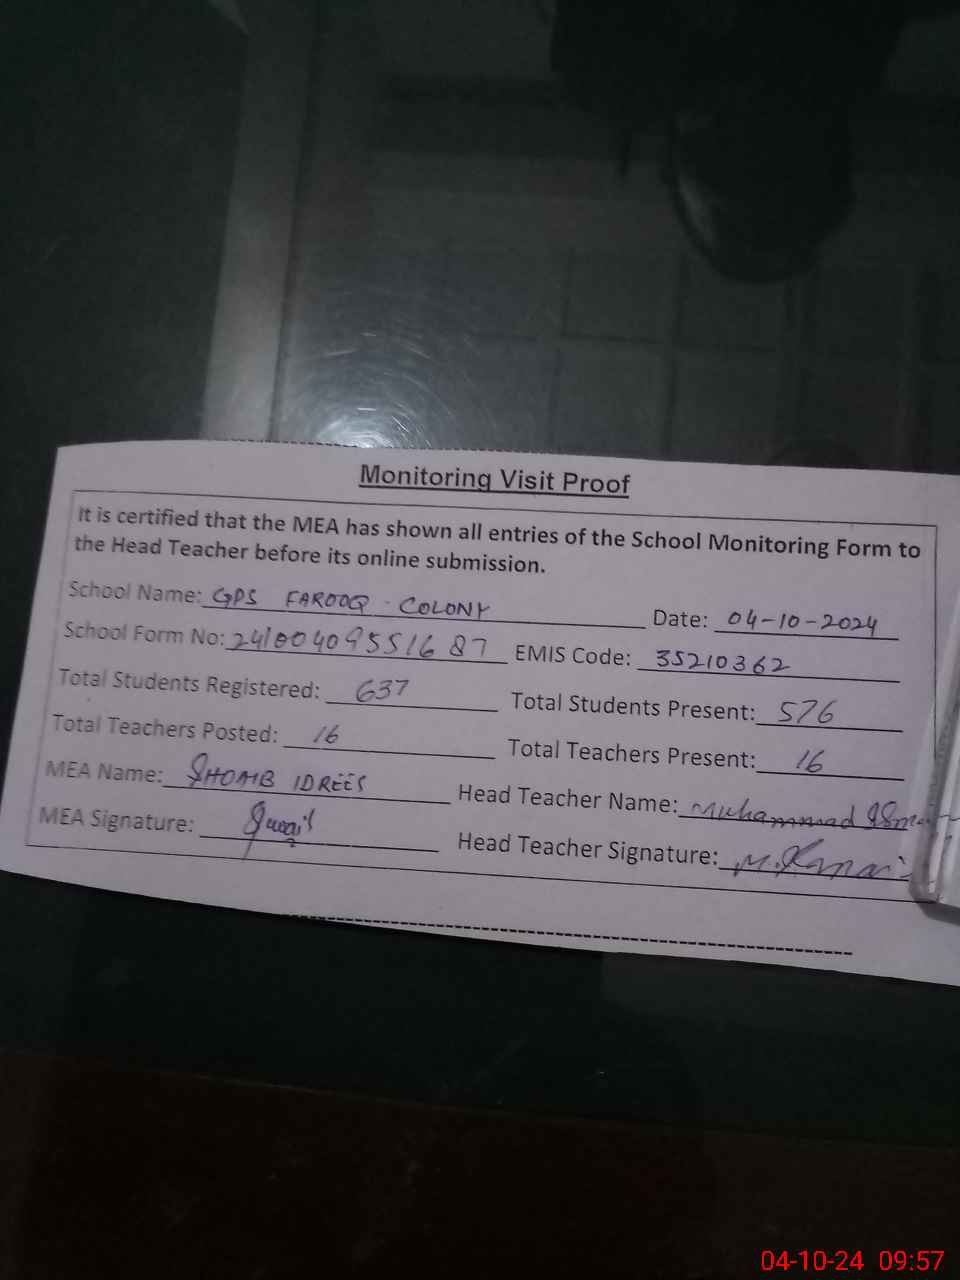 Monitoring Visit Proof
It is certified that the MEA has shown all entries of the School Monitoring Form to
the Head Teacher before its online submission.
School Name: GPS FAROOQ COLONY Date: 04-10-2024
School Form No: 24100409551687 EMIS Code: 35210362
Total Students Registered: 637 Total Students Present: 576
Total Teachers Posted: 16 Total Teachers Present: 16
MEA Name: SHOAIB IDREES Head Teacher Name: Muhammad
MEA Signature: Head Teacher Signature:
04-10-24 09:57